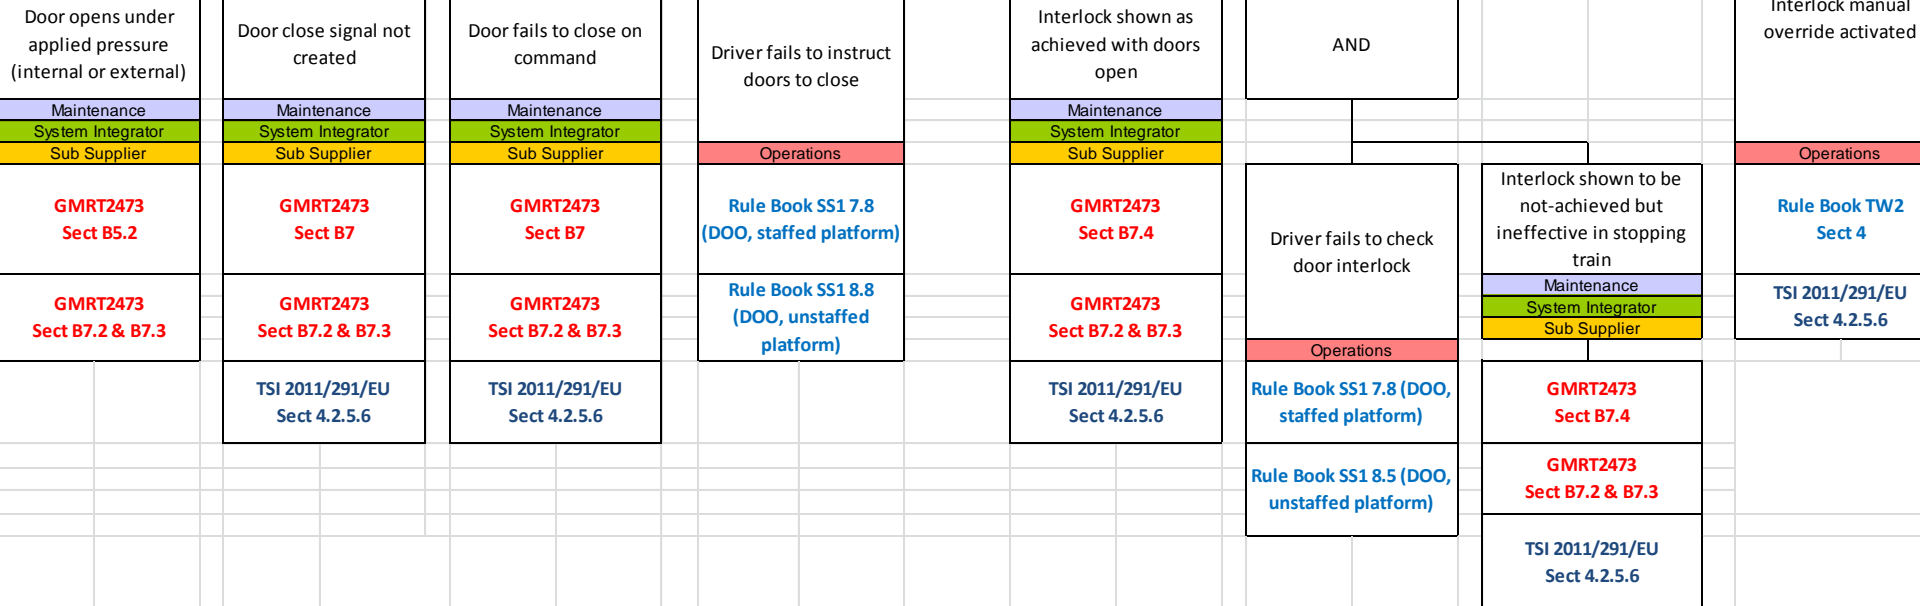 Door opens under
applied pressure
(internal or external)
Maintenance
System Integrator
Sub Supplier
GMRT2473
Sect B5.2
GMRT2473
Sect B7.2 & B7.3
Door close signal not
created
Maintenance
System Integrator
Sub Supplier
GMRT2473
Sect B7
GMRT2473
Sect B7.2 & B7.3
TSI 2011/291/EU
Sect 4.2.5.6
Door fails to close on
command
Maintenance
System Integrator
Sub Supplier
GMRT2473
Sect B7
GMRT2473
Sect B7.2 & B7.3
TSI 2011/291/EU
Sect 4.2.5.6
Driver fails to instruct
doors to close
Operations
Rule Book SS1 7.8
(DOO, staffed platform)
Rule Book SS1 8.8
(DOO, unstaffed
platform)
Interlock shown as
achieved with doors
open
Maintenance
System Integrator
Sub Supplier
GMRT2473
Sect B7.4
GMRT2473
Sect B7.2 & B7.3
TSI 2011/291/EU
Sect 4.2.5.6
AND
Driver fails to check
door interlock
Operations
Rule Book SS1 7.8 (DOO,
staffed platform)
Rule Book SS1 8.5 (DOO,
unstaffed platform)
Interlock shown to be
not-achieved but
ineffective in stopping
train
Maintenance
System Integrator
Sub Supplier
GMRT2473
Sect B7.4
GMRT2473
Sect B7.2 & B7.3
TSI 2011/291/EU
Sect 4.2.5.6
Interlock manual
override activated
Operations
Rule Book TW2
Sect 4
TSI 2011/291/EU
Sect 4.2.5.6